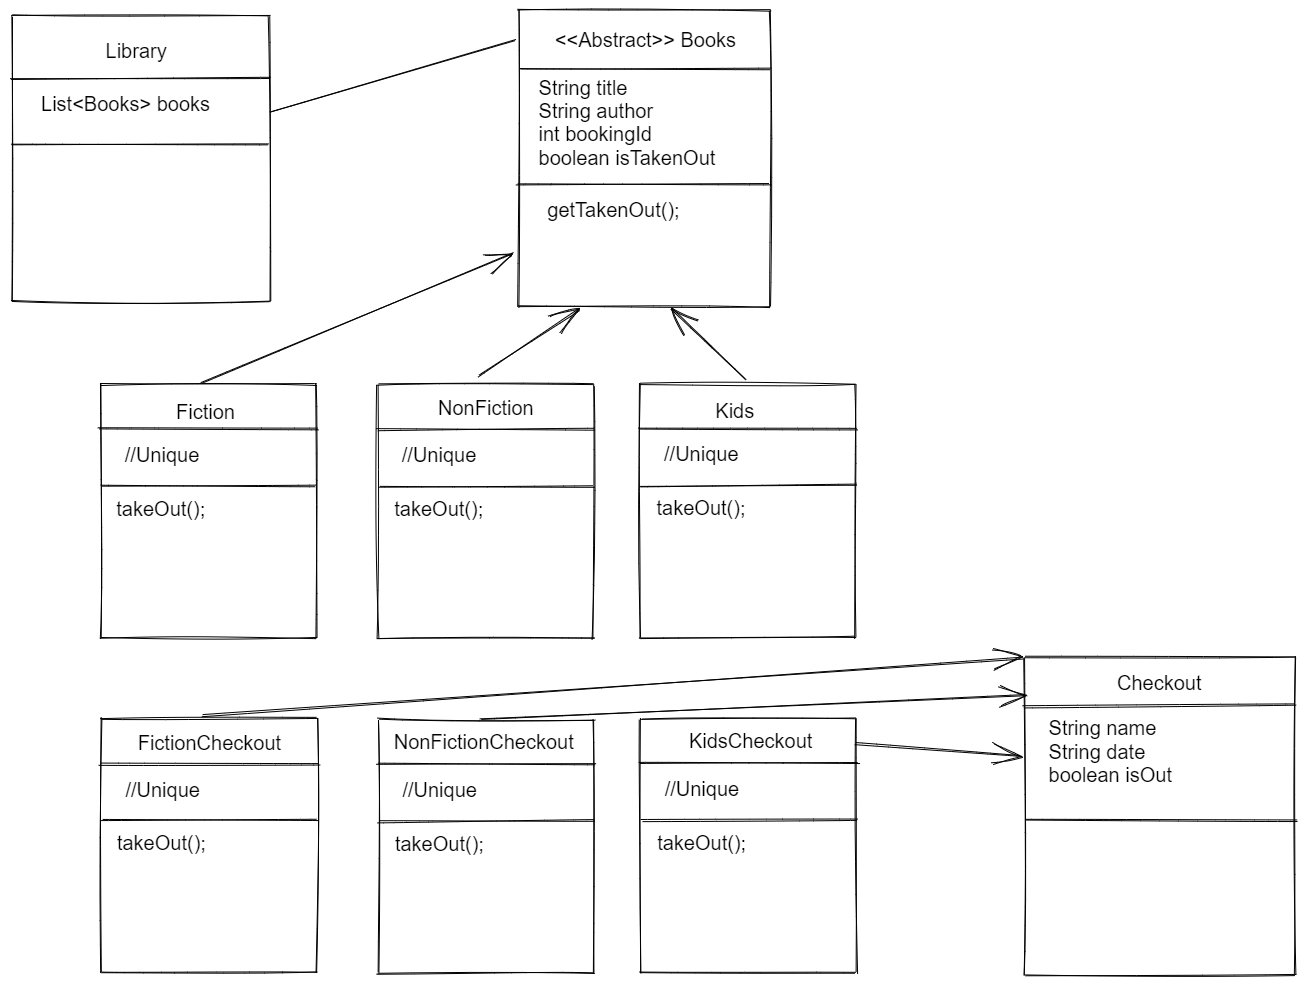 Library
List<Books> books
<<Abstract>> Books
String title
String author
int bookingId
boolean isTakenOut
getTakenOut();
Fiction
//Unique
takeOut();
NonFiction
//Unique
takeOut();
Kids
//Unique
takeOut();
FictionCheckout
//Unique
takeOut();
NonFictionCheckout
//Unique
takeOut();
KidsCheckout
//Unique
takeOut();
Checkout
String name
String date
boolean isOut